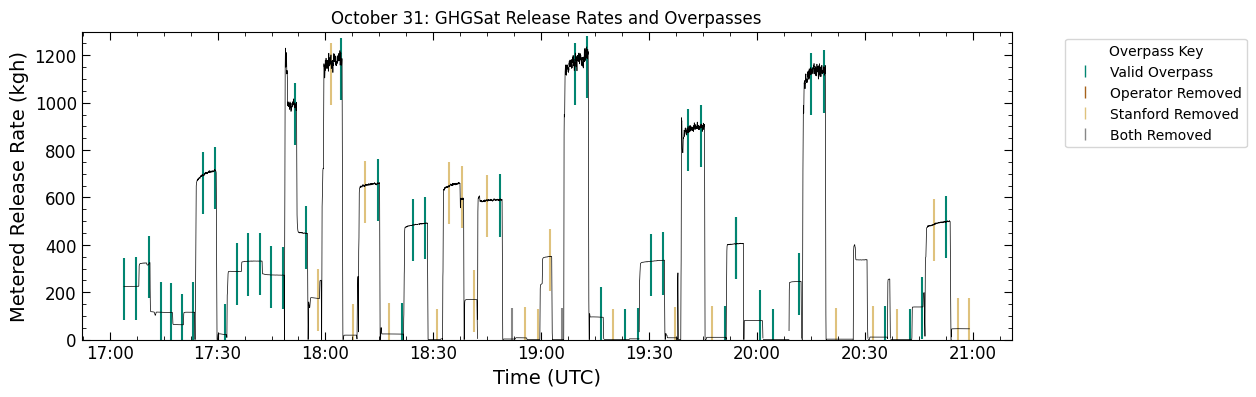 October 31: GHGSat Release Rates and Overpasses
Metered Release Rate (kgh)
1200
1000
800
600
400
200
0
17:00 17:30 18:00 18:30 19:00 19:30 20:00 20:30 21:00
Time (UTC)
Overpass Key
Valid Overpass
Operator Removed
Stanford Removed
Both Removed